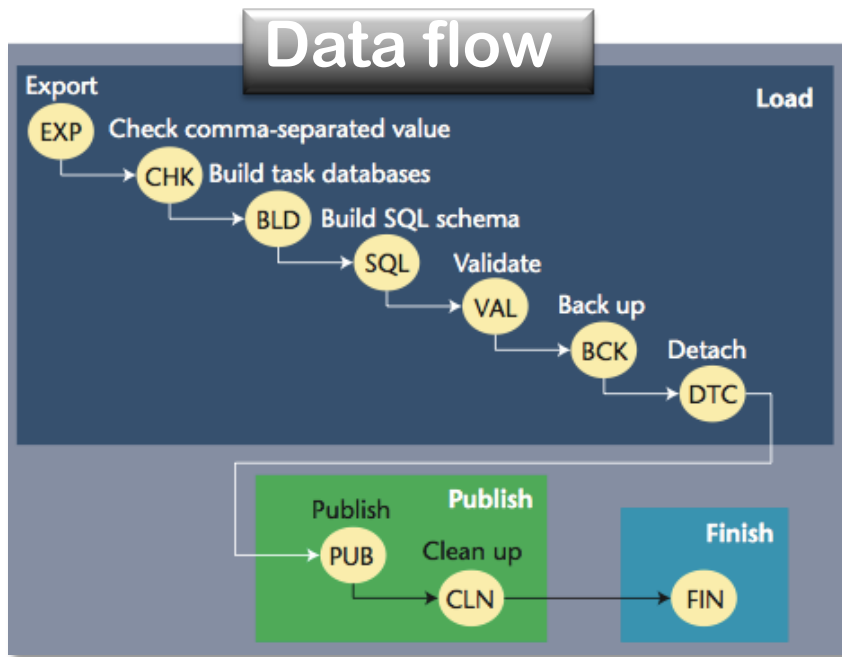 Data flow
Load
Export
EXP
Check comma-separated value
CHK
Build task databases
BLD
Build SQL schema
SQL
Validate
VAL
Back up
BCK
Detach
DTC
Publish
Publish
PUB
Clean up
CLN
Finish
FIN